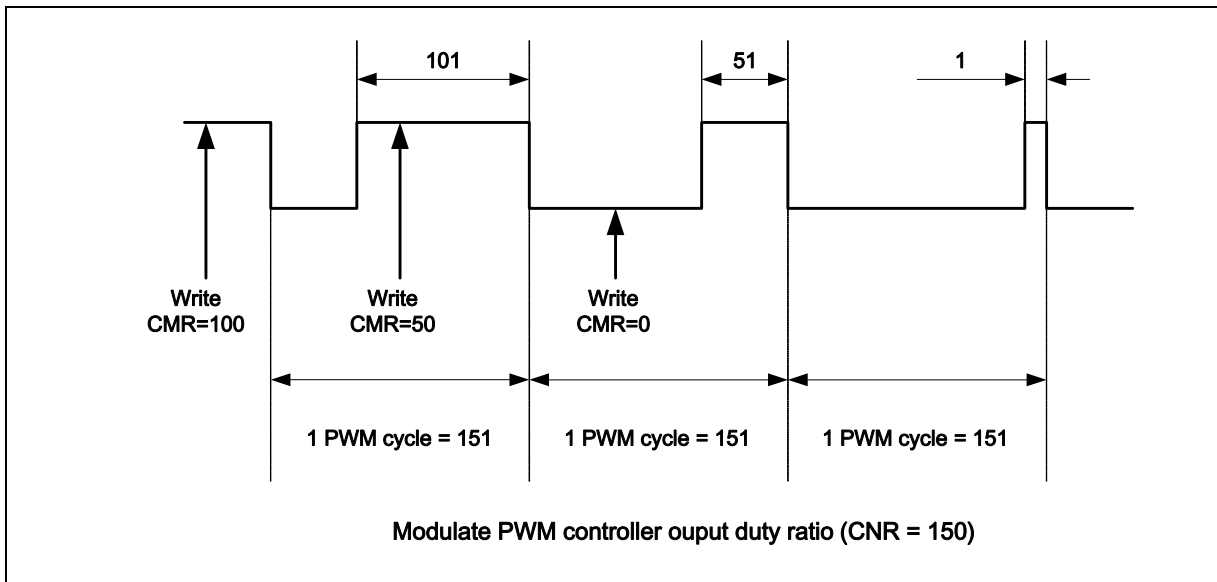 101
51
1
Write
CMR=100
Write
CMR=50
Write
CMR=0
1 PWM cycle = 151
1 PWM cycle = 151
1 PWM cycle = 151
Modulate PWM controller ouput duty ratio (CNR = 150)